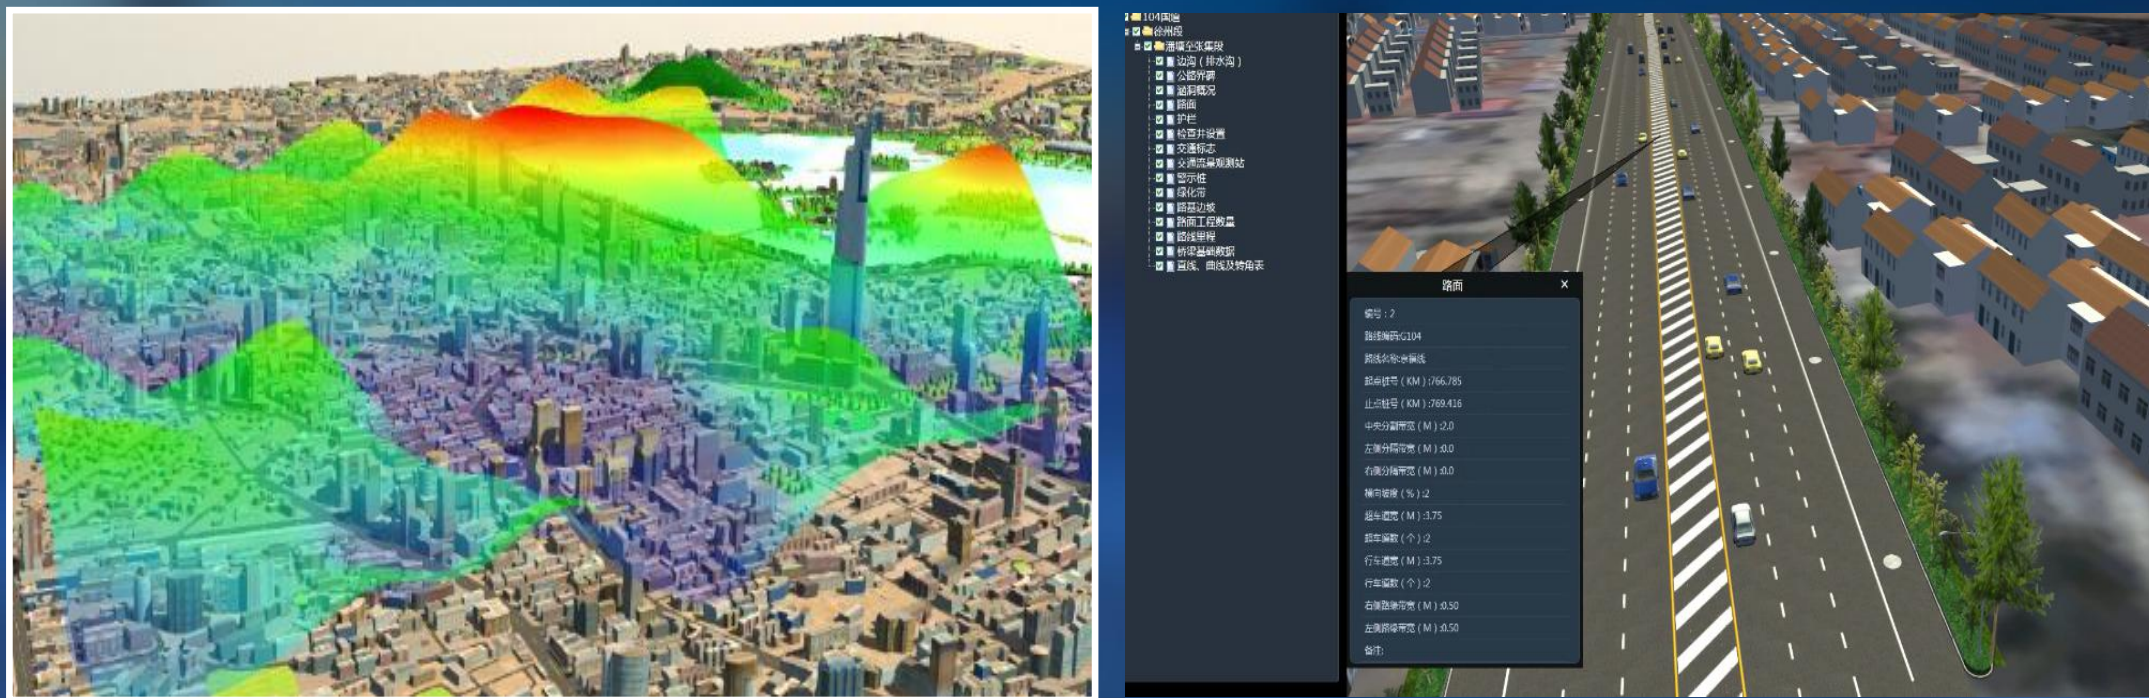 104国道
徐州段
潘塘至张集段
边沟（排水沟）
公路界碑
涵洞概况
路面
护栏
检查井设置
交通标志
交通流量观测站
警示桩
绿化带
路基边坡
路面工程数量
路线里程
桥梁基础数据
直线、曲线及转角表
路面
X
编号：2
路线编码:G104
路线名称:京福线
起点桩号（KM）:766.785
止点桩号（KM）:769.416
中央分隔带宽（M）:2.0
左侧分隔带宽（M）:0.0
右侧分隔带宽（M）:0.0
横向坡度（%）:2
超车道宽（M）:3.75
超车道数（个）:2
行车道宽（M）:3.75
行车道数（个）:2
右侧路缘带宽（M）:0.50
左侧路缘带宽（M）:0.50
备注: